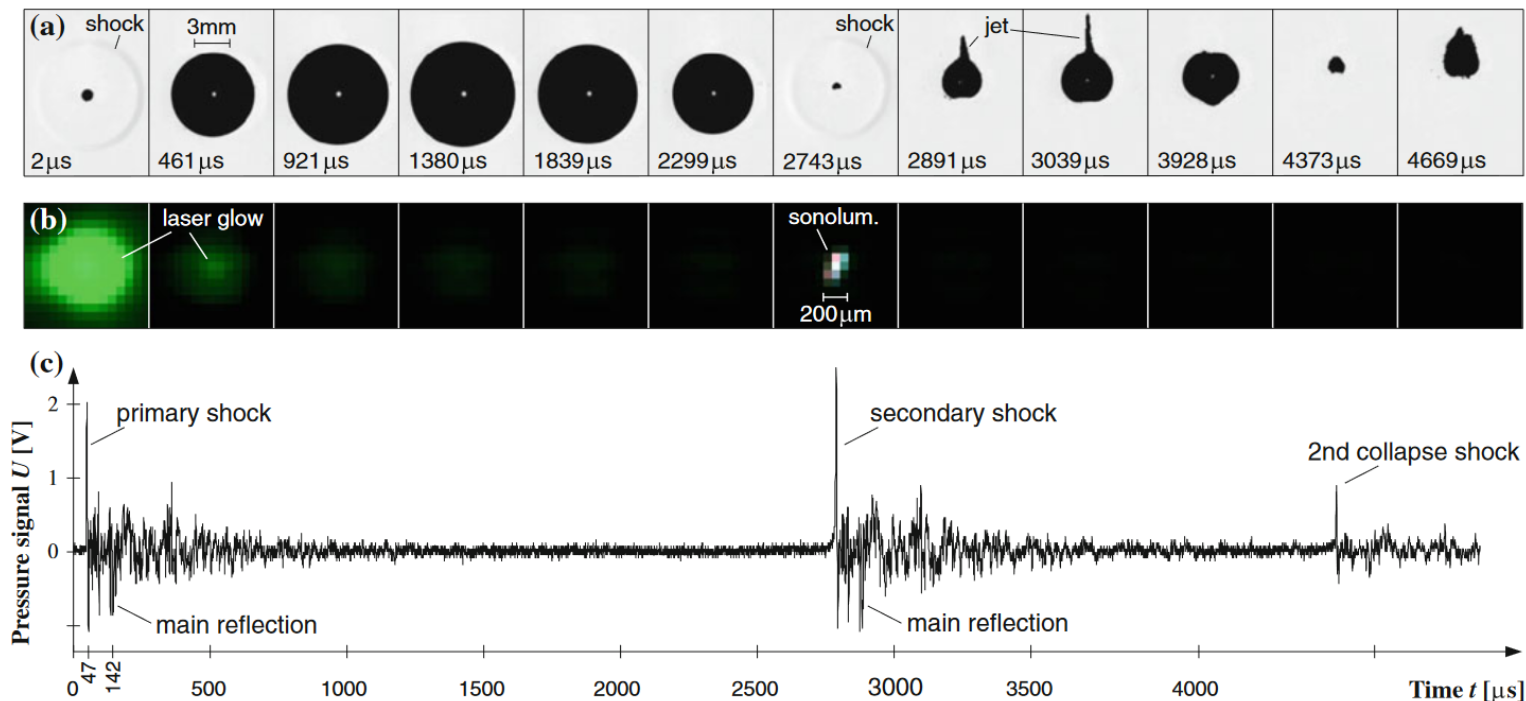 (a) shock 3mm shock jet
2µs 461µs 921µs 1380µs 1839µs 2299µs 2743µs 2891µs 3039µs 3928µs 4373µs 4669µs
(b) laser glow sonolum.
200µm
(c)
Pressure signal U [V]
2
1
0
primary shock
secondary shock
2nd collapse shock
main reflection
main reflection
0 47 142 500 1000 1500 2000 2500 3000 3500 4000 Time t [µs]